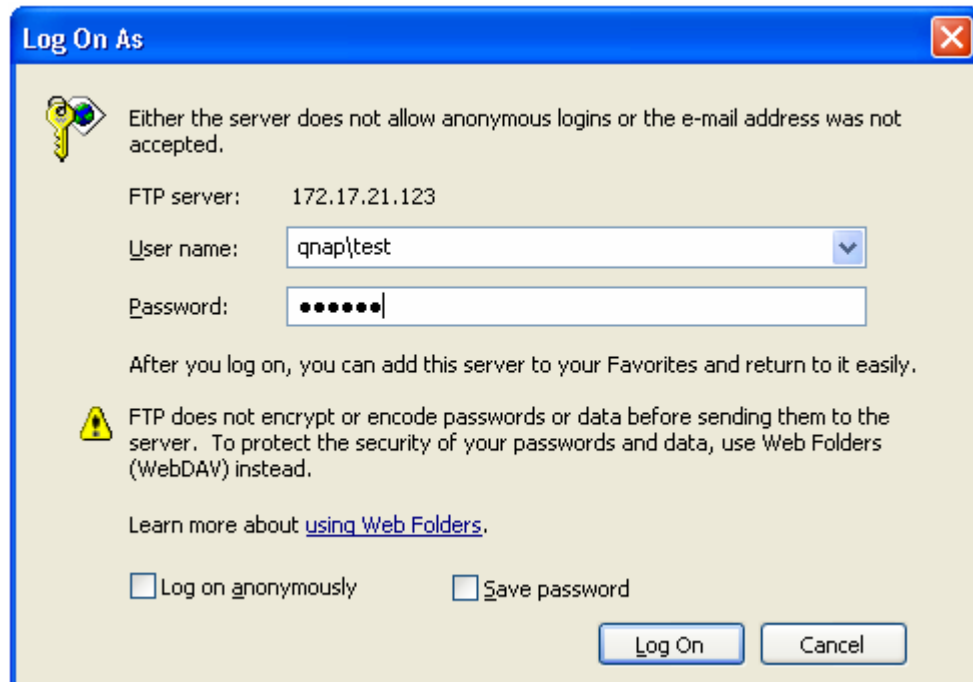 Log On As
Either the server does not allow anonymous logins or the e-mail address was not
accepted.
FTP server: 172.17.21.123
User name: qnap\test
Password: ●●●●●●
After you log on, you can add this server to your Favorites and return to it easily.
FTP does not encrypt or encode passwords or data before sending them to the
server. To protect the security of your passwords and data, use Web Folders
(WebDAV) instead.
Learn more about using Web Folders.
Log on anonymously Save password
Log On Cancel